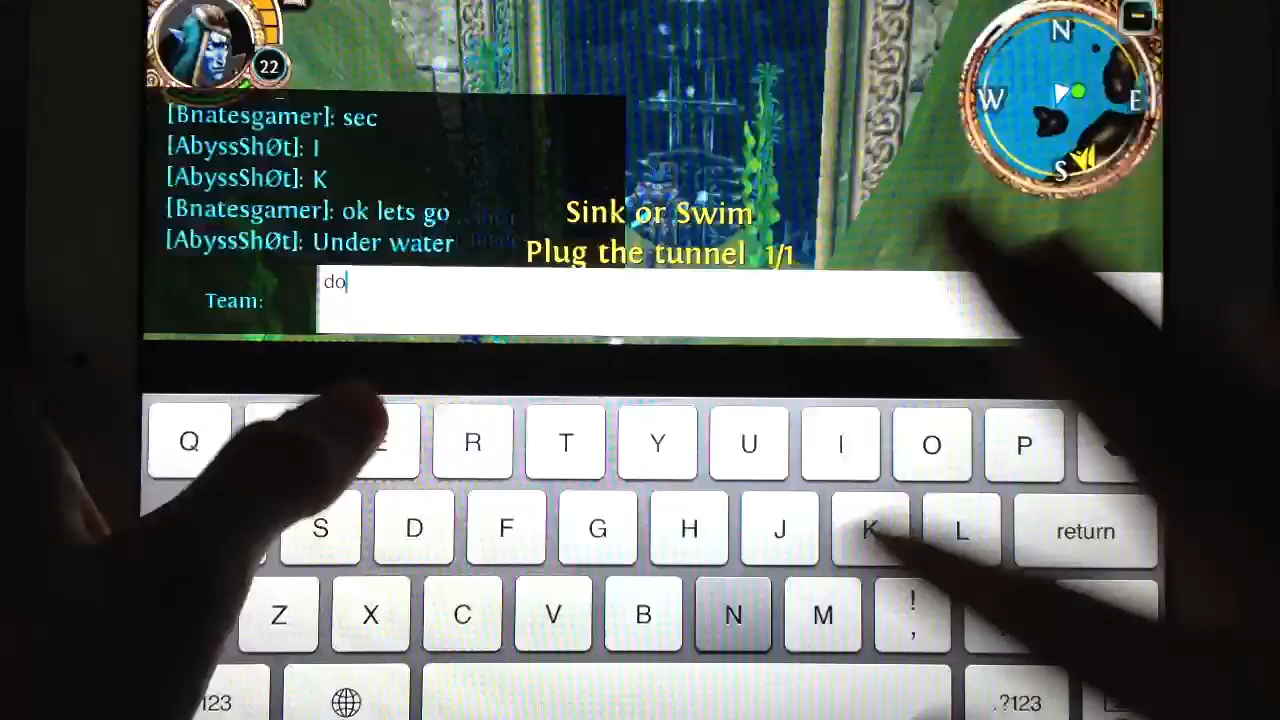 N
W
E
S
22
[Bnatesgamer]: sec
[AbyssShØt]: I
[AbyssShØt]: K
[Bnatesgamer]: ok lets go
[AbyssShØt]: Under water
Sink or Swim
Plug the tunnel 1/1
Team:
do
Q E R T Y U I O P
S D F G H J K L return
Z X C V B N M ! ,
123 .?123